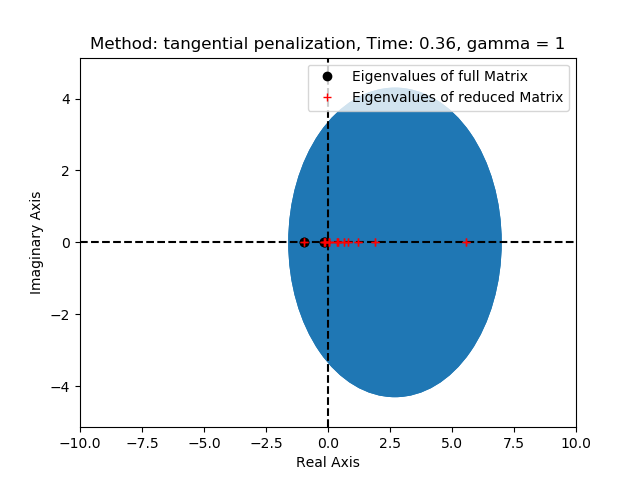 Method: tangential penalization, Time: 0.36, gamma = 1
Eigenvalues of full Matrix
Eigenvalues of reduced Matrix
4
2
0
−2
−4
Imaginary Axis
−10.0 −7.5 −5.0 −2.5 0.0 2.5 5.0 7.5 10.0
Real Axis